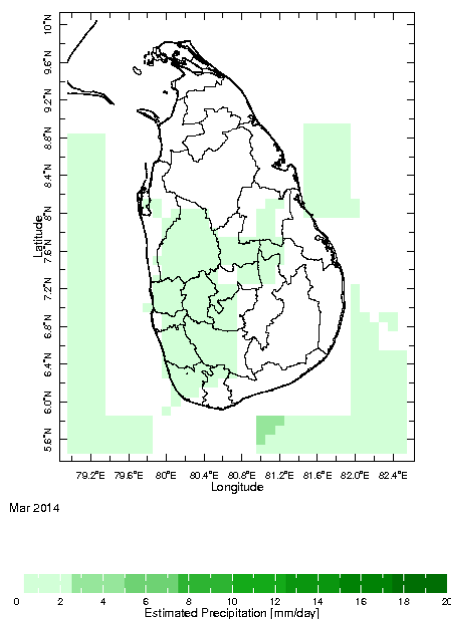 10°N
9.6°N
9.2°N
8.8°N
8.4°N
8°N
7.6°N
7.2°N
6.8°N
6.4°N
6.0°N
5.6°N
Latitude
79.2°E 79.6°E 80°E 80.4°E 80.8°E 81.2°E 81.6°E 82.0°E 82.4°E
Longitude
Mar 2014
0 2 4 6 8 10 12 14 16 18 20
Estimated Precipitation [mm/day]